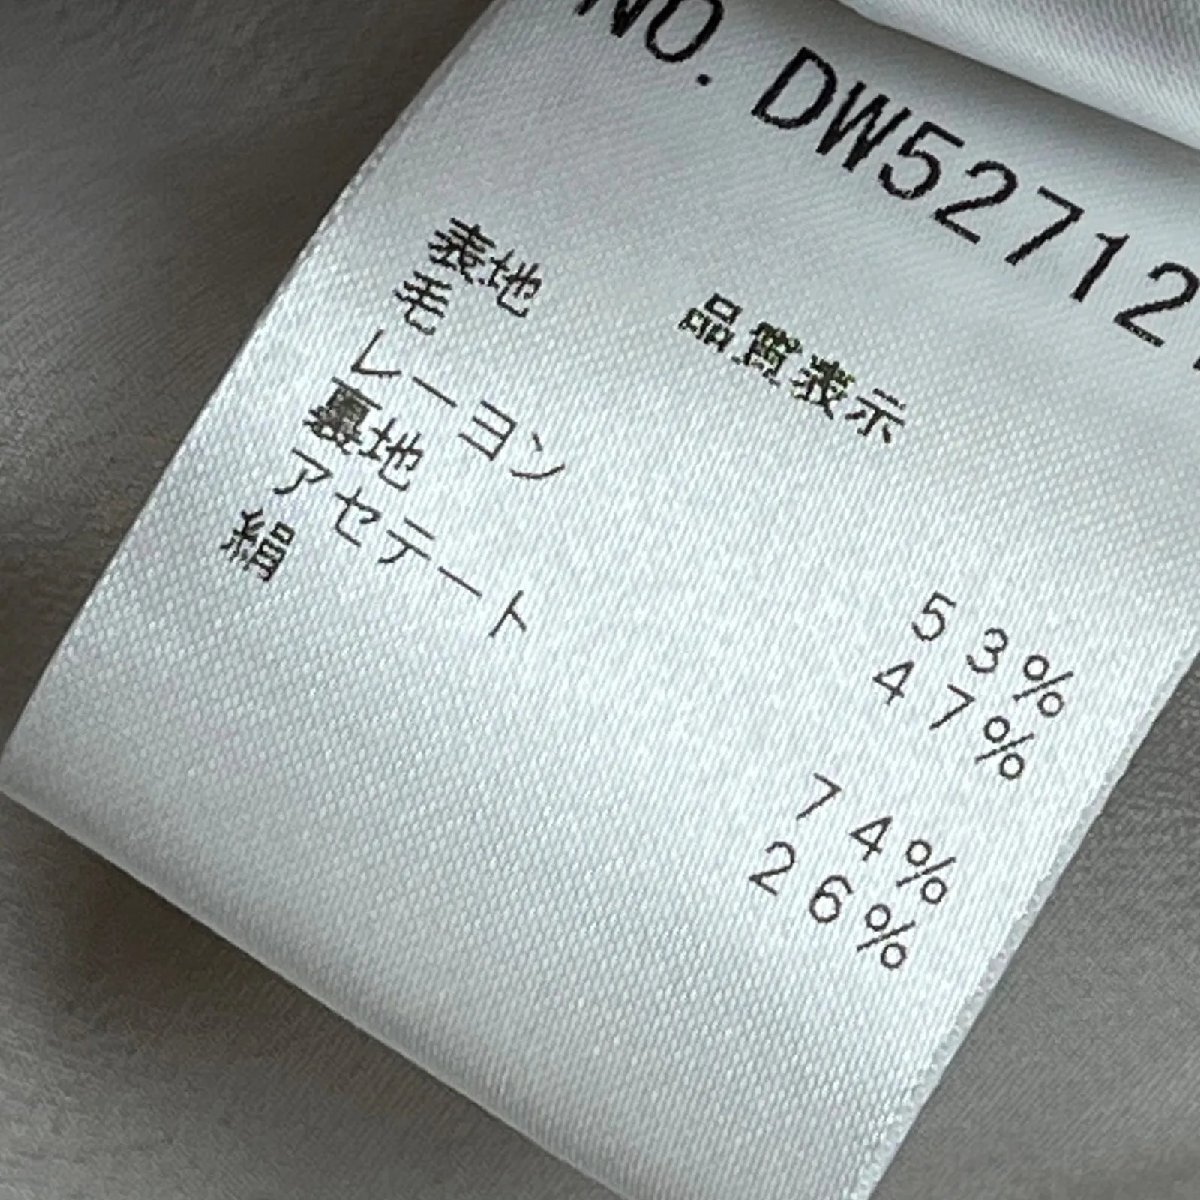 NO. DW52712
品質表示
表地
毛 53%
レーヨン 47%
裏地
アセテート 74%
絹 26%